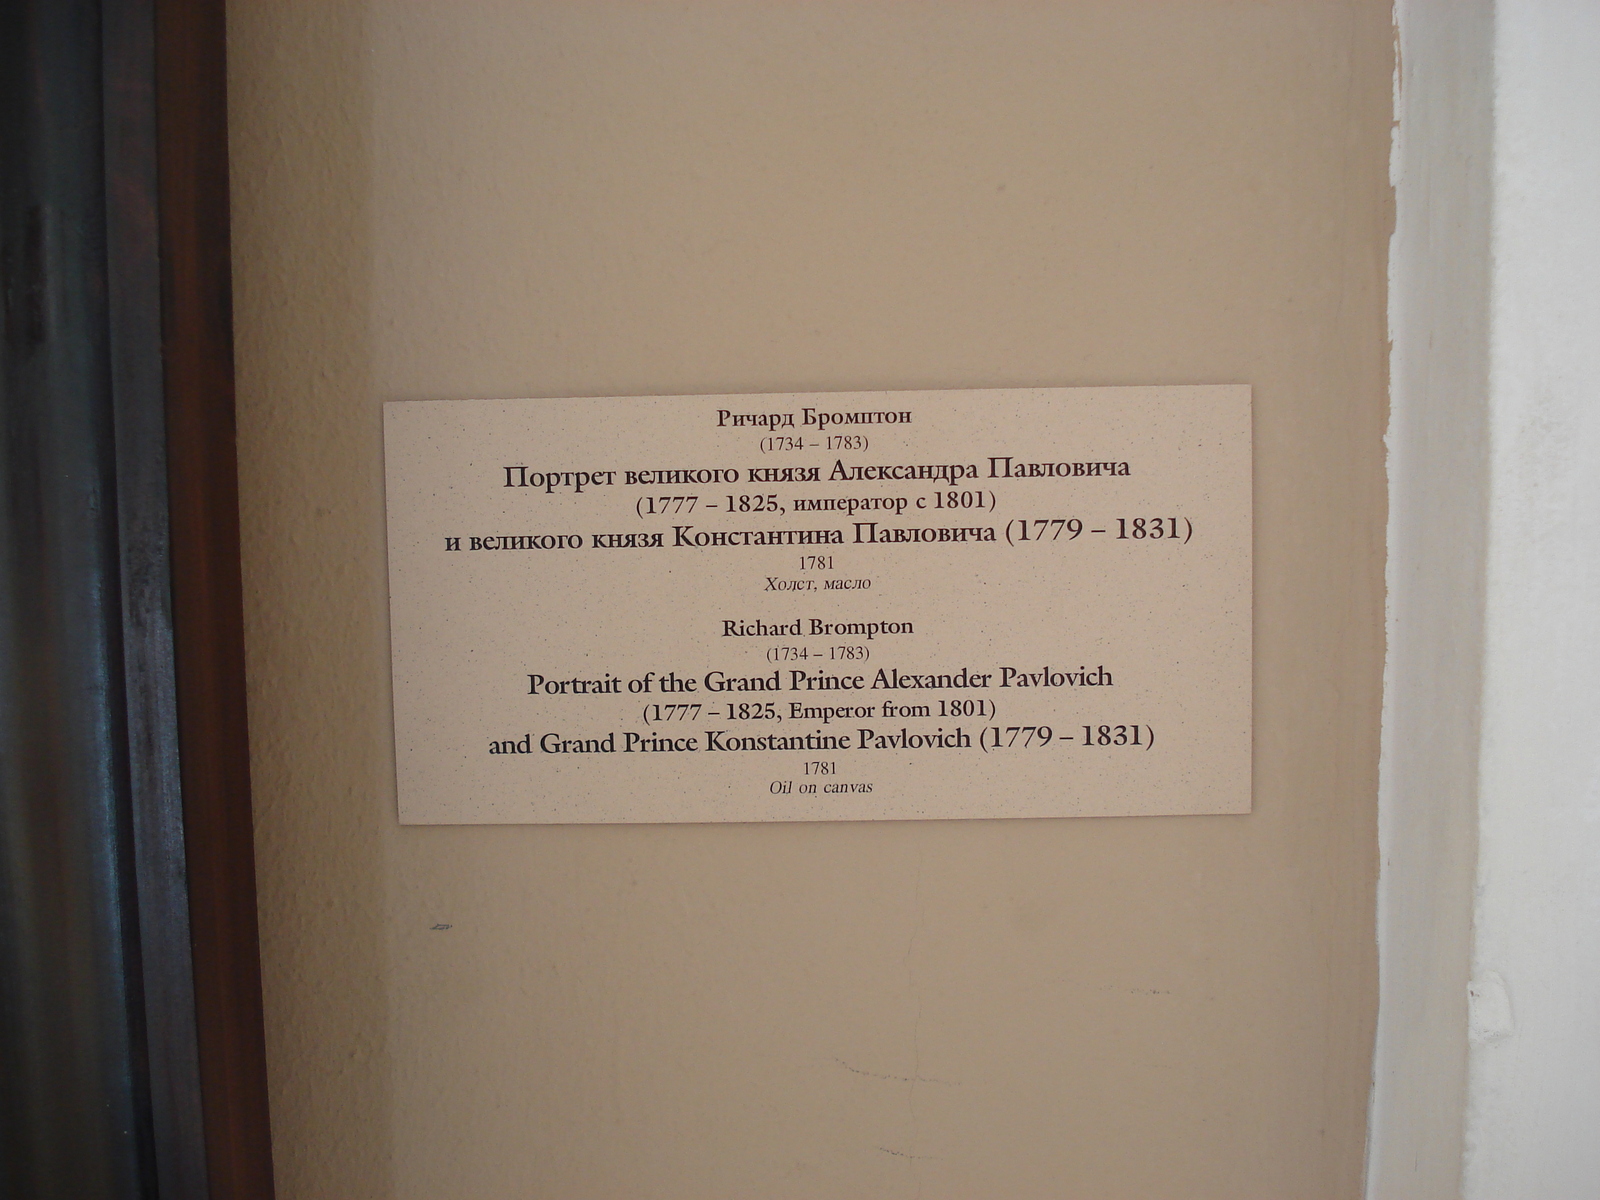 Ричард Бромптон
(1734 – 1783)
Портрет великого князя Александра Павловича
(1777 – 1825, император с 1801)
и великого князя Константина Павловича (1779 – 1831)
1781
Холст, масло
Richard Brompton
(1734 – 1783)
Portrait of the Grand Prince Alexander Pavlovich
(1777 – 1825, Emperor from 1801)
and Grand Prince Konstantine Pavlovich (1779 – 1831)
1781
Oil on canvas